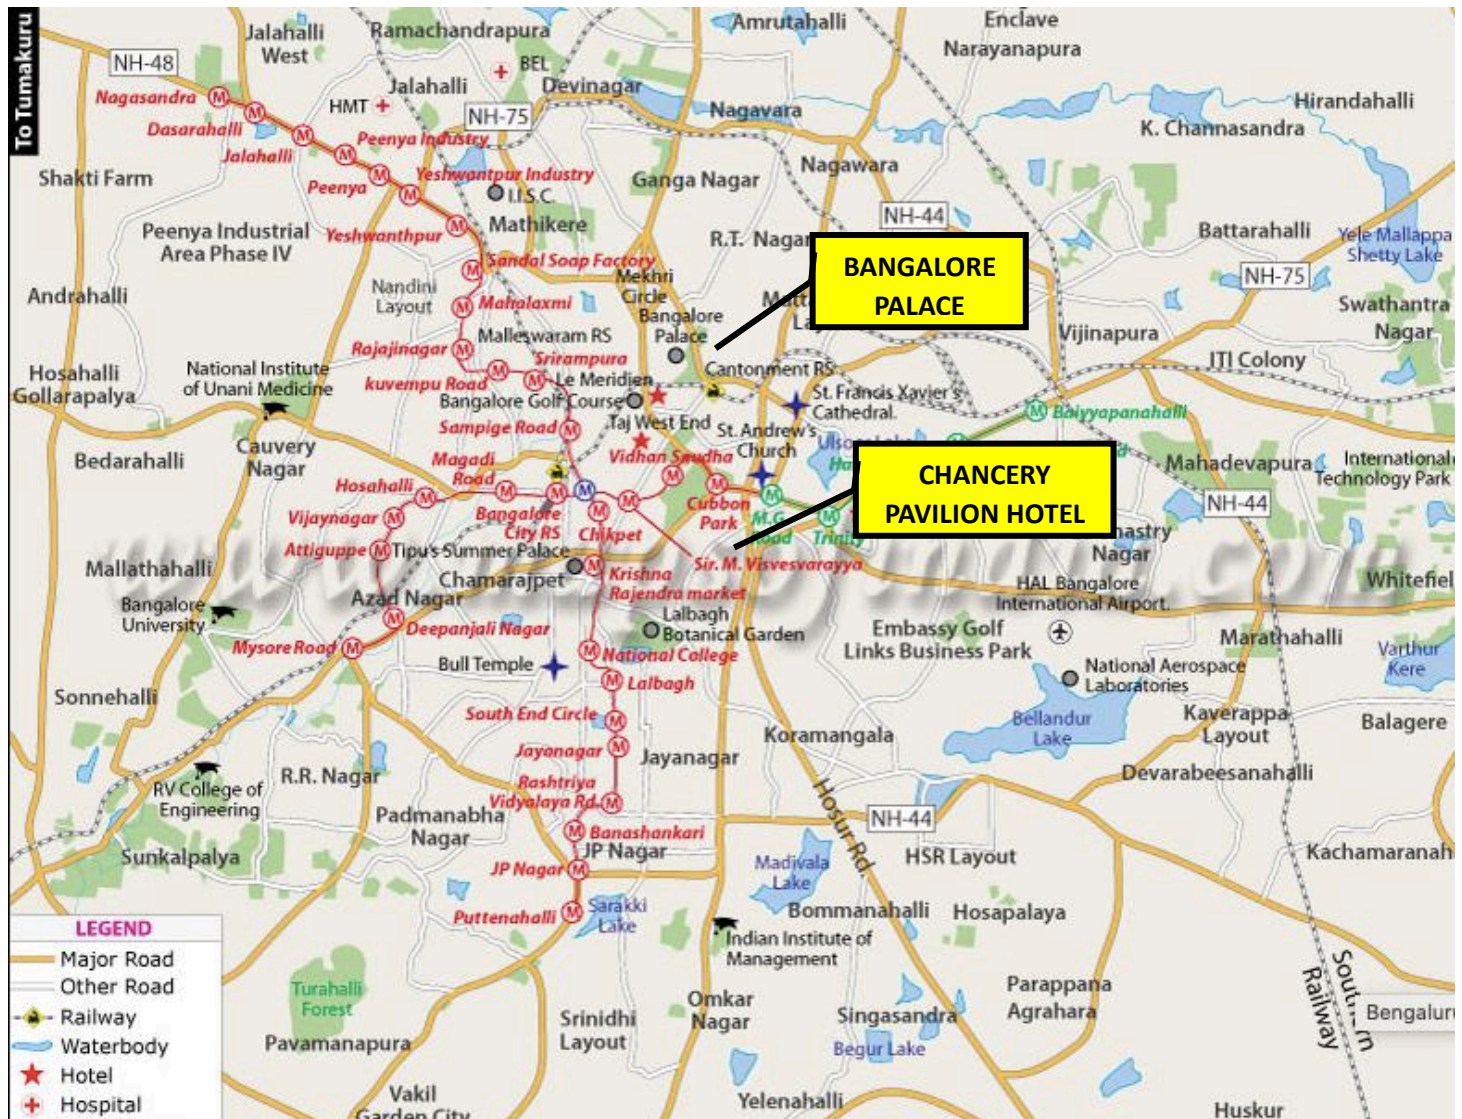 To Tumakuru
Jalahalli
West
Ramachandrapura
Amrutahalli
Enclave
Narayanapura
NH-48
BEL
Jalahalli
HMT
Devinagar
Nagasandra
Dasarahalli
Jalahalli
Peenya Industry
NH-75
Nagavara
Hirandahalli
K. Channasandra
Shakti Farm
Peenya
Yeshwantpur Industry
I.I.S.C.
Ganga Nagar
Nagawara
NH-44
Peenya Industrial
Area Phase IV
Yeshwanthpur
Mathikere
R.T. Nagar
Battarahalli
Yele Mallappa
Shetty Lake
Sandal Soap Factory
BANGALORE
PALACE
NH-75
Andrahalli
Nandini
Layout
Mahalaxmi
Mekhri
Circle
Bangalore
Palace
Swathantra
Nagar
Vijinapura
Rajajinagar
Malleswaram RS
Srirampura
ITI Colony
Hosahalli
Gollarapalya
National Institute
of Unani Medicine
kuvempu Road
Le Meridien
Cantonment RS
Bangalore Golf Course
St. Francis Xavier's
Cathedral.
Baiyyapanahalli
Sampige Road
Taj West End
St. Andrew's
Church
Bedarahalli
Cauvery
Nagar
Magadi
Road
Vidhan Saudha
CHANCERY
PAVILION HOTEL
Mahadevapura
International
Technology Park
Hosahalli
NH-44
Vijaynagar
Bangalore
City RS
Chikpet
Cubbon
Park
M.G.
Road
Trinity
Attiguppe
Tipu's Summer Palace
Sir. M. Visvesvarayya
Nagar
Mallathahalli
Chamarajpet
Krishna
Rajendra market
HAL Bangalore
International Airport.
Whitefiel
Bangalore
University
Azad Nagar
Lalbagh
Botanical Garden
Deepanjali Nagar
Embassy Golf
Links Business Park
Marathahalli
Mysore Road
National College
Bull Temple
Varthur
Kere
National Aerospace
Laboratories
Sonnehalli
Lalbagh
South End Circle
Bellandur
Lake
Kaverappa
Layout
Balagere
Koramangala
Jayanagar
Jayanagar
R.R. Nagar
Devarabeesanahalli
RV College of
Engineering
Rashtriya
Vidyalaya Rd.
Hosur Rd.
Padmanabha
Nagar
NH-44
Banashankari
JP Nagar
Sunkalpalya
HSR Layout
Kachamaranah
JP Nagar
Madivala
Lake
Puttenahalli
Sarakki
Lake
Bommanahalli
Hosapalaya
Indian Institute of
Management
LEGEND
Major Road
Other Road
Railway
Waterbody
Hotel
Hospital
Turahalli
Forest
Pavamanapura
Srinidhi
Layout
Omkar
Nagar
Singasandra
Begur Lake
Parappana
Agrahara
Southern
Railway
Bengaluru
Vakil
Garden City
Yelenahalli
Huskur